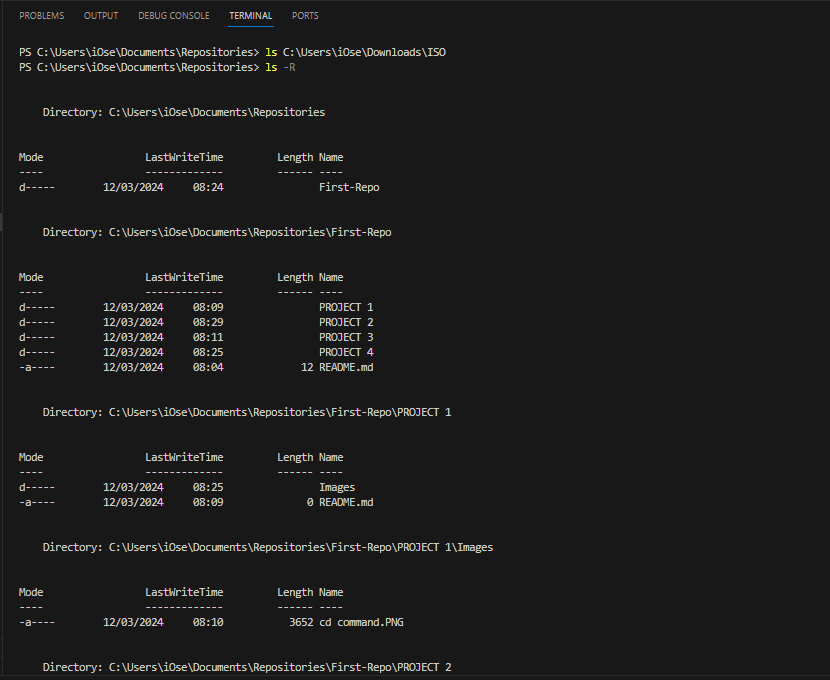 PROBLEMS OUTPUT DEBUG CONSOLE TERMINAL PORTS
PS C:\Users\iOse\Documents\Repositories> ls C:\Users\iOse\Downloads\ISO
PS C:\Users\iOse\Documents\Repositories> ls -R
Directory: C:\Users\iOse\Documents\Repositories
Mode LastWriteTime Length Name
---- ------------- ------ ----
d----- 12/03/2024 08:24 First-Repo
Directory: C:\Users\iOse\Documents\Repositories\First-Repo
Mode LastWriteTime Length Name
---- ------------- ------ ----
d----- 12/03/2024 08:09 PROJECT 1
d----- 12/03/2024 08:29 PROJECT 2
d----- 12/03/2024 08:11 PROJECT 3
d----- 12/03/2024 08:25 PROJECT 4
-a---- 12/03/2024 08:04 12 README.md
Directory: C:\Users\iOse\Documents\Repositories\First-Repo\PROJECT 1
Mode LastWriteTime Length Name
---- ------------- ------ ----
d----- 12/03/2024 08:25 Images
-a---- 12/03/2024 08:09 0 README.md
Directory: C:\Users\iOse\Documents\Repositories\First-Repo\PROJECT 1\Images
Mode LastWriteTime Length Name
---- ------------- ------ ----
-a---- 12/03/2024 08:10 3652 cd command.PNG
Directory: C:\Users\iOse\Documents\Repositories\First-Repo\PROJECT 2